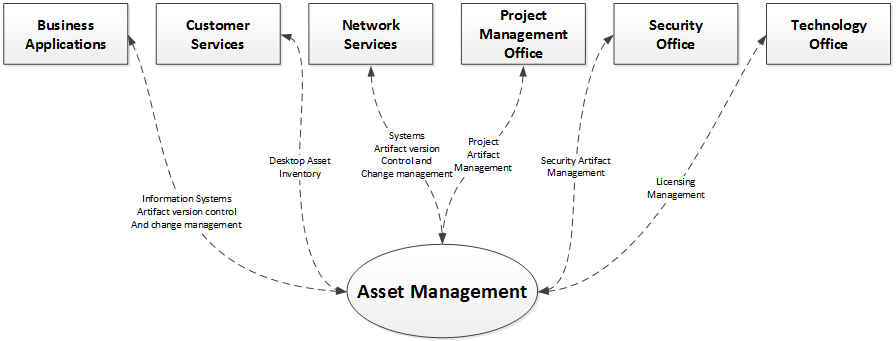 Business
Applications
Customer
Services
Network
Services
Project
Management
Office
Security
Office
Technology
Office
Information Systems
Artifact version control
And change management
Desktop Asset
Inventory
Systems
Artifact version
Control and
Change management
Project
Artifact
Management
Security Artifact
Management
Licensing
Management
Asset Management